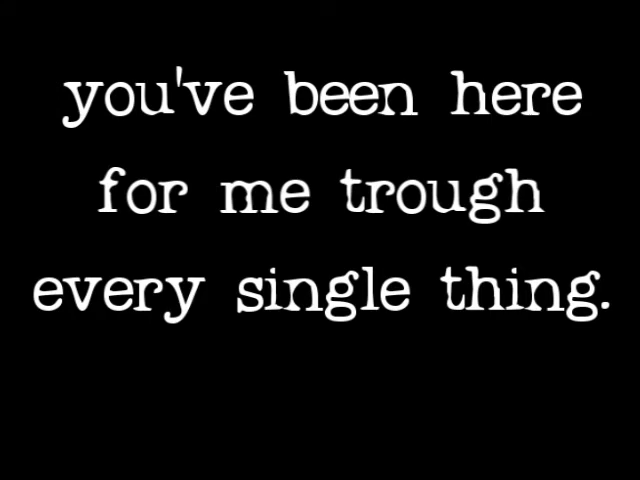 you've been here
for me trough
every single thing.